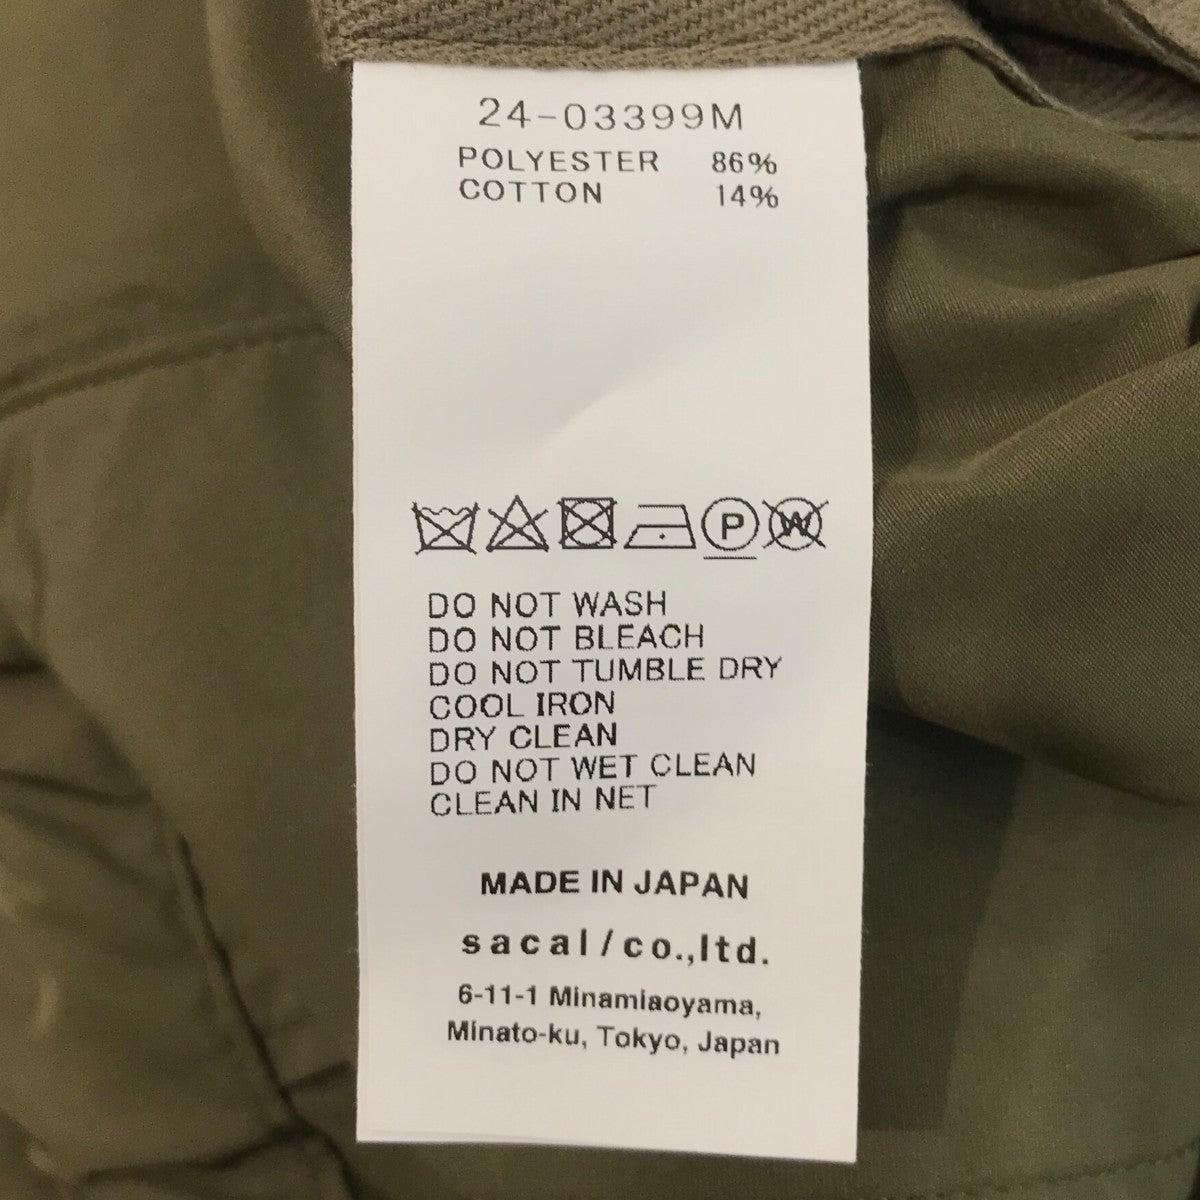 24-03399M
POLYESTER 86%
COTTON 14%
P W
DO NOT WASH
DO NOT BLEACH
DO NOT TUMBLE DRY
COOL IRON
DRY CLEAN
DO NOT WET CLEAN
CLEAN IN NET
MADE IN JAPAN
sacai/co.,ltd.
6-11-1 Minamiaoyama,
Minato-ku, Tokyo, Japan